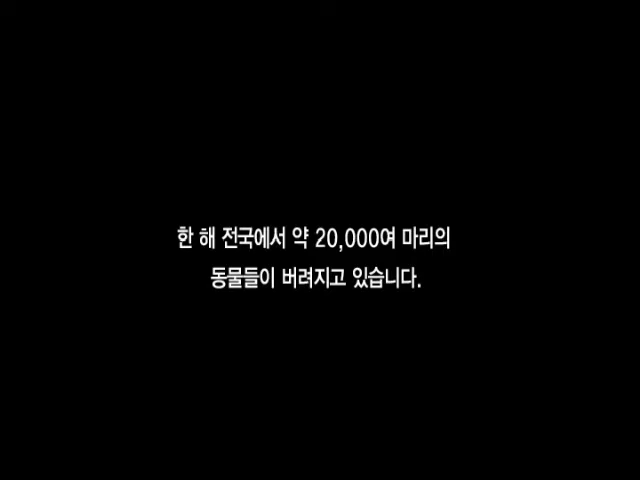 한 해 전국에서 약 20,000여 마리의
동물들이 버려지고 있습니다.